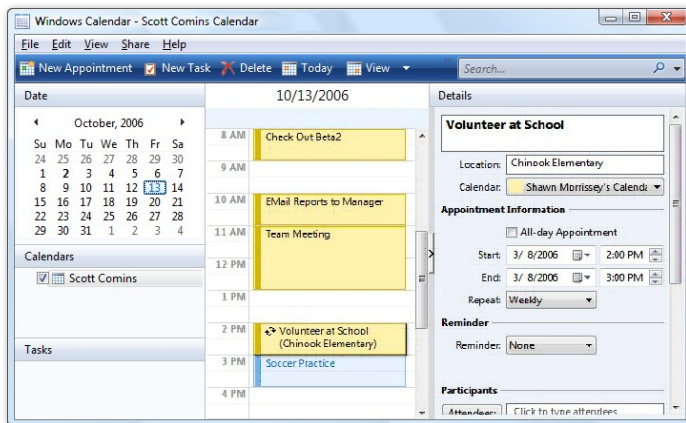 Windows Calendar - Scott Comins Calendar
File Edit View Share Help
New Appointment New Task Delete Today View Search...
Date
October, 2006
Su Mo Tu We Th Fr Sa
24 25 26 27 28 29 30
1 2 3 4 5 6 7
8 9 10 11 12 13 14
15 16 17 18 19 20 21
22 23 24 25 26 27 28
29 30 31 1 2 3 4
Calendars
Scott Comins
Tasks
10/13/2006
8 AM Check Out Beta2
9 AM
10 AM EMail Reports to Manager
11 AM Team Meeting
12 PM
1 PM
2 PM Volunteer at School
(Chinook Elementary)
3 PM Soccer Practice
4 PM
Details
Volunteer at School
Location: Chinook Elementary
Calendar: Shawn Morrissey's Calenda
Appointment Information
All-day Appointment
Start: 3/ 8/2006 2:00 PM
End: 3/ 8/2006 3:00 PM
Repeat: Weekly
Reminder
Reminder: None
Participants
Attendees: Click to type attendees